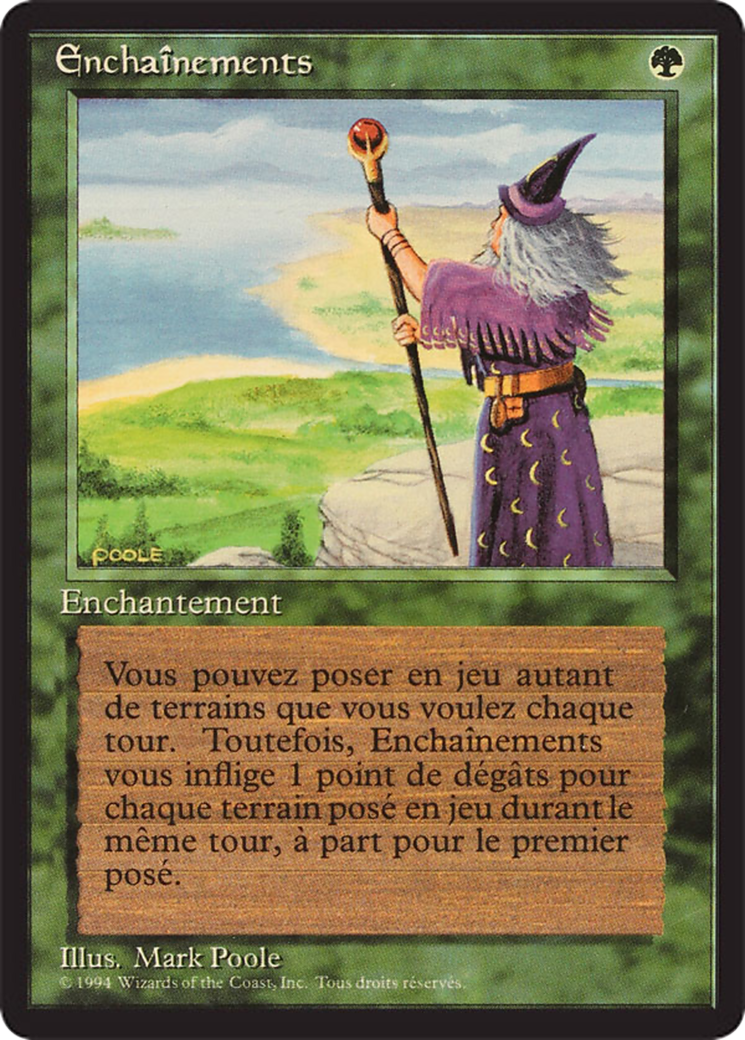 Enchaînements
POOLE
Enchantement
Vous pouvez poser en jeu autant
de terrains que vous voulez chaque
tour. Toutefois, Enchaînements
vous inflige 1 point de dégâts pour
chaque terrain posé en jeu durant le
même tour, à part pour le premier
posé.
Illus. Mark Poole
© 1994 Wizards of the Coast, Inc. Tous droits réservés.